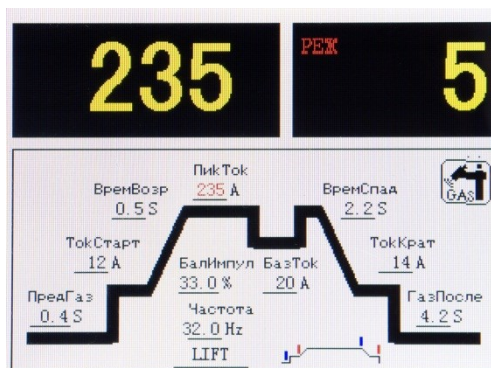 235
РЕЖ 5
ПикТок
235 A
ВремВозр
0.5 S
ВремСпад
2.2 S
GAS
ТокСтарт
12 A
ТокКрат
14 A
БалИмпул
33.0 %
БазТок
20 A
ПредГаз
0.4 S
Частота
32.0 Hz
ГазПосле
4.2 S
LIFT